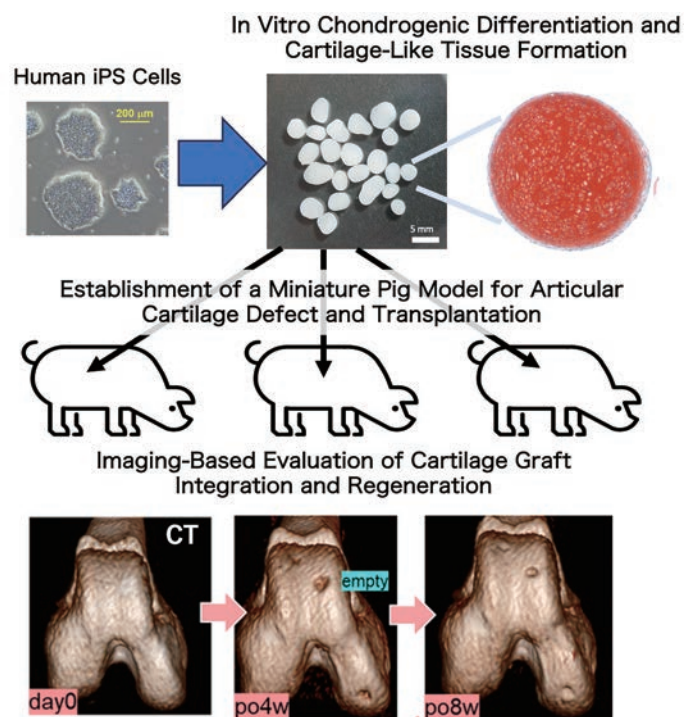 In Vitro Chondrogenic Differentiation and
Cartilage-Like Tissue Formation
Human iPS Cells
200 μm
5 mm
Establishment of a Miniature Pig Model for Articular
Cartilage Defect and Transplantation
Imaging-Based Evaluation of Cartilage Graft
Integration and Regeneration
CT
empty
day0
po4w
po8w